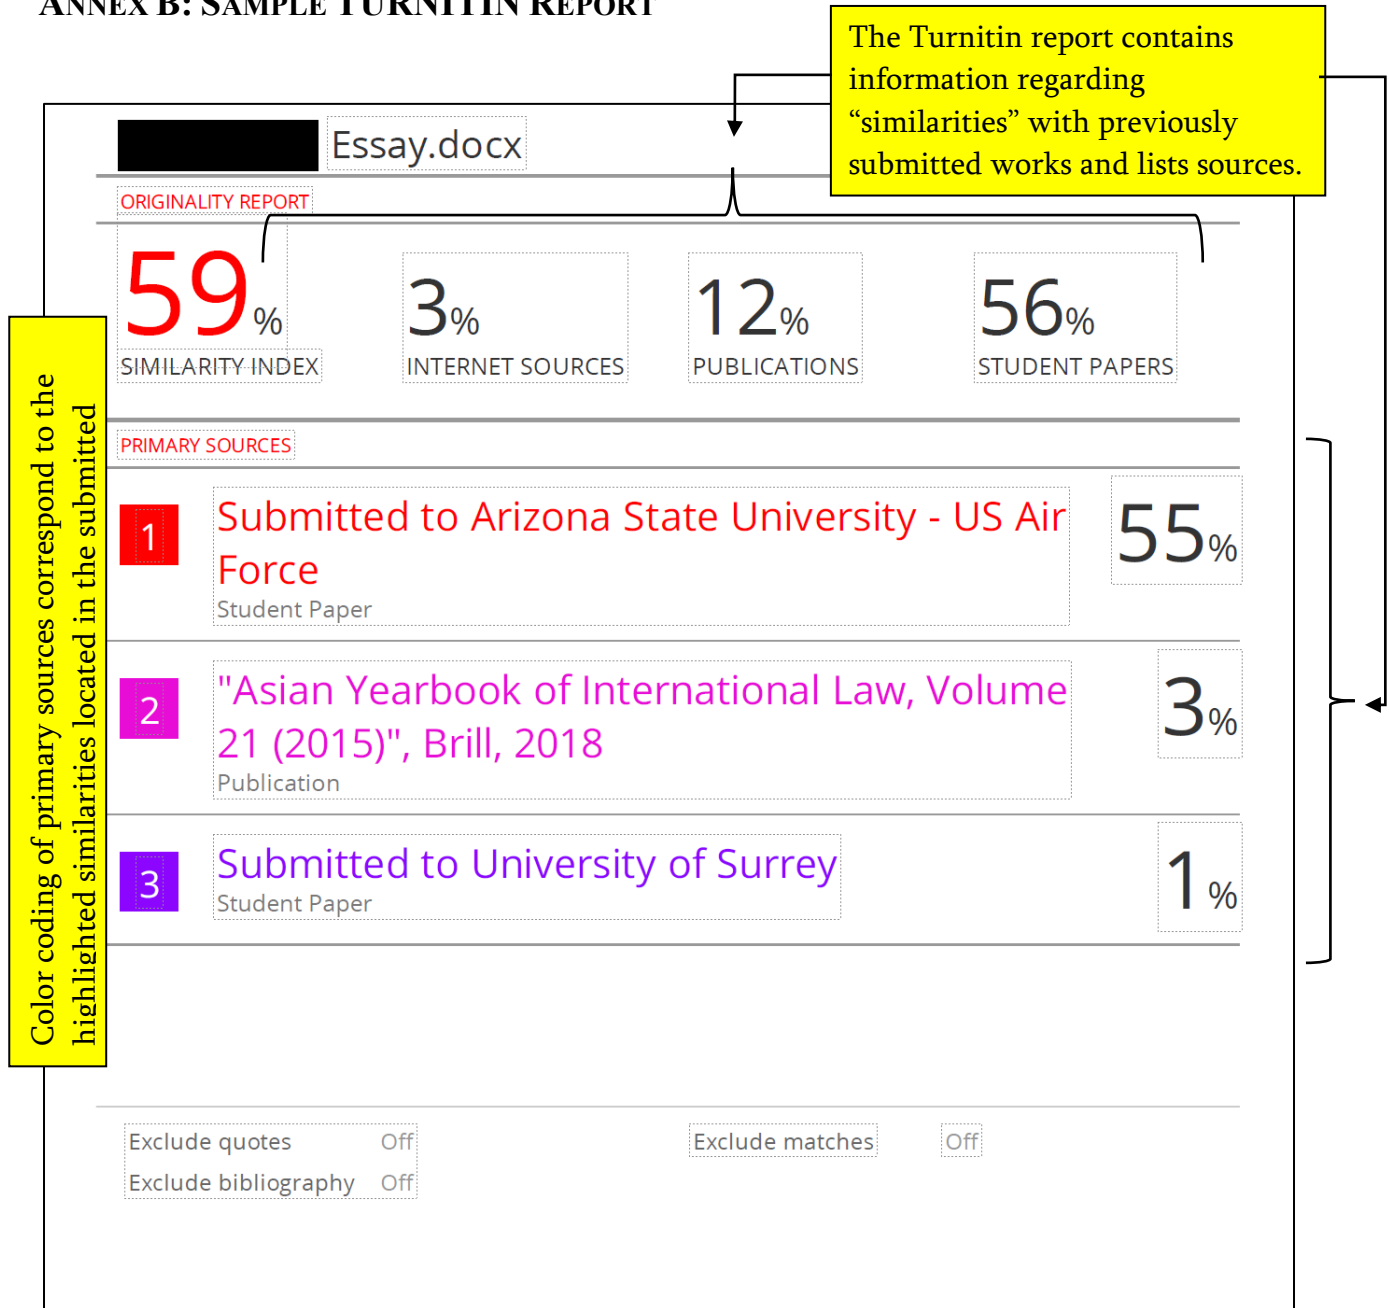 ANNEX B: SAMPLE TURNITIN REPORT
The Turnitin report contains
information regarding
“similarities” with previously
submitted works and lists sources.
Essay.docx
ORIGINALITY REPORT
59%
SIMILARITY INDEX
3%
INTERNET SOURCES
12%
PUBLICATIONS
56%
STUDENT PAPERS
Color coding of primary sources correspond to the
highlighted similarities located in the submitted
PRIMARY SOURCES
1
Submitted to Arizona State University - US Air
Force
Student Paper
55%
2
"Asian Yearbook of International Law, Volume
21 (2015)", Brill, 2018
Publication
3%
3
Submitted to University of Surrey
Student Paper
1%
Exclude quotes Off
Exclude matches Off
Exclude bibliography Off